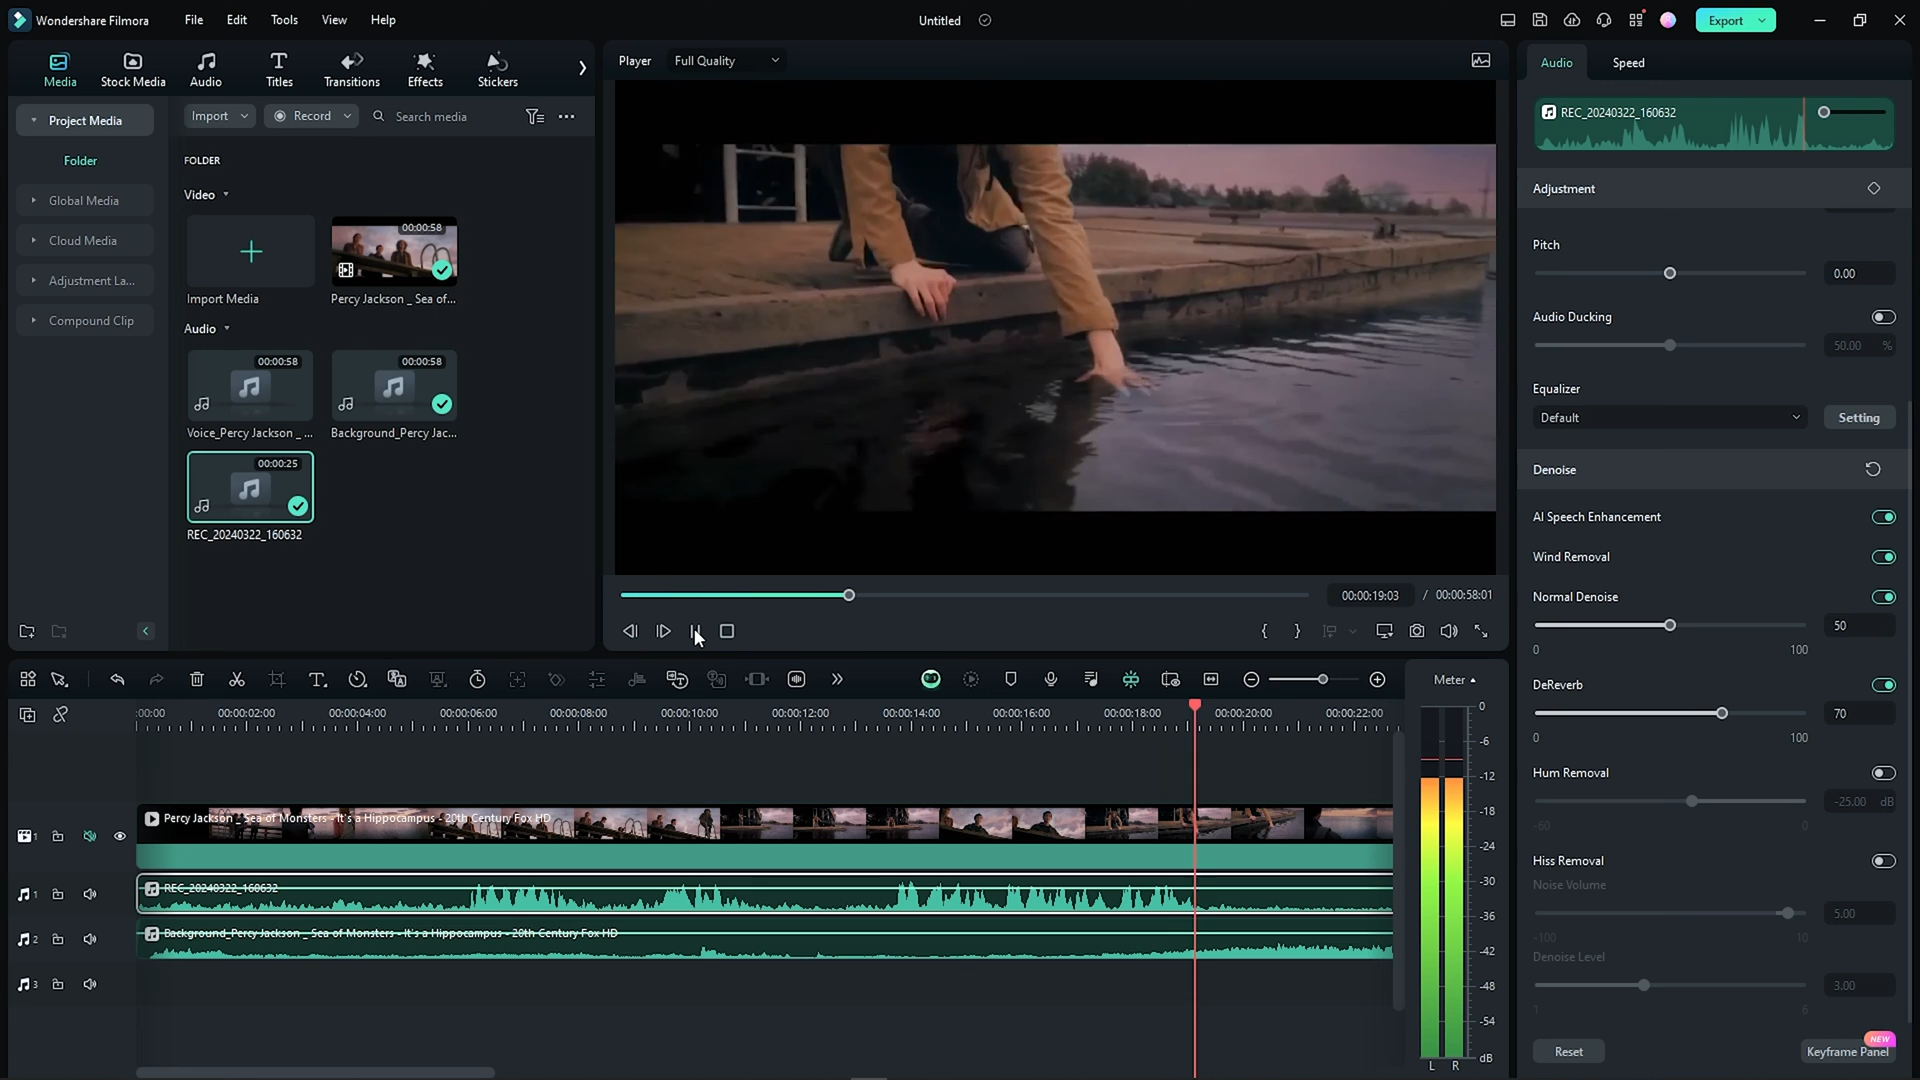 Wondershare Filmora
File
Edit
Tools
View
Help
Untitled
Export
Media
Stock Media
Audio
Titles
Transitions
Effects
Stickers
Player
Full Quality
Audio
Speed
Project Media
Folder
Global Media
Cloud Media
Adjustment La...
Compound Clip
Import
Record
Search media
FOLDER
Video
00:00:58
Import Media
Percy Jackson _ Sea of...
Audio
00:00:58
00:00:58
Voice_Percy Jackson _ ...
Background_Percy Jac...
00:00:25
REC_20240322_160632
00:00:19:03 / 00:00:58:01
REC_20240322_160632
Adjustment
Pitch
0.00
Audio Ducking
50.00 %
Equalizer
Default
Setting
Denoise
AI Speech Enhancement
Wind Removal
Normal Denoise
50
0 100
DeReverb
70
0 100
Hum Removal
-25.00 dB
-60 0
Hiss Removal
Noise Volume
5.00
-100 10
Denoise Level
3.00
1 6
Reset
NEW
Keyframe Panel
Meter
:00:00 00:00:02:00 00:00:04:00 00:00:06:00 00:00:08:00 00:00:10:00 00:00:12:00 00:00:14:00 00:00:16:00 00:00:18:00 00:00:20:00 00:00:22:00
1
Percy Jackson _ Sea of Monsters - It's a Hippocampus - 20th Century Fox HD
1
REC_20240322_160632
2
Background_Percy Jackson _ Sea of Monsters - It's a Hippocampus - 20th Century Fox HD
3
0
-6
-12
-18
-24
-30
-36
-42
-48
-54
dB
L R